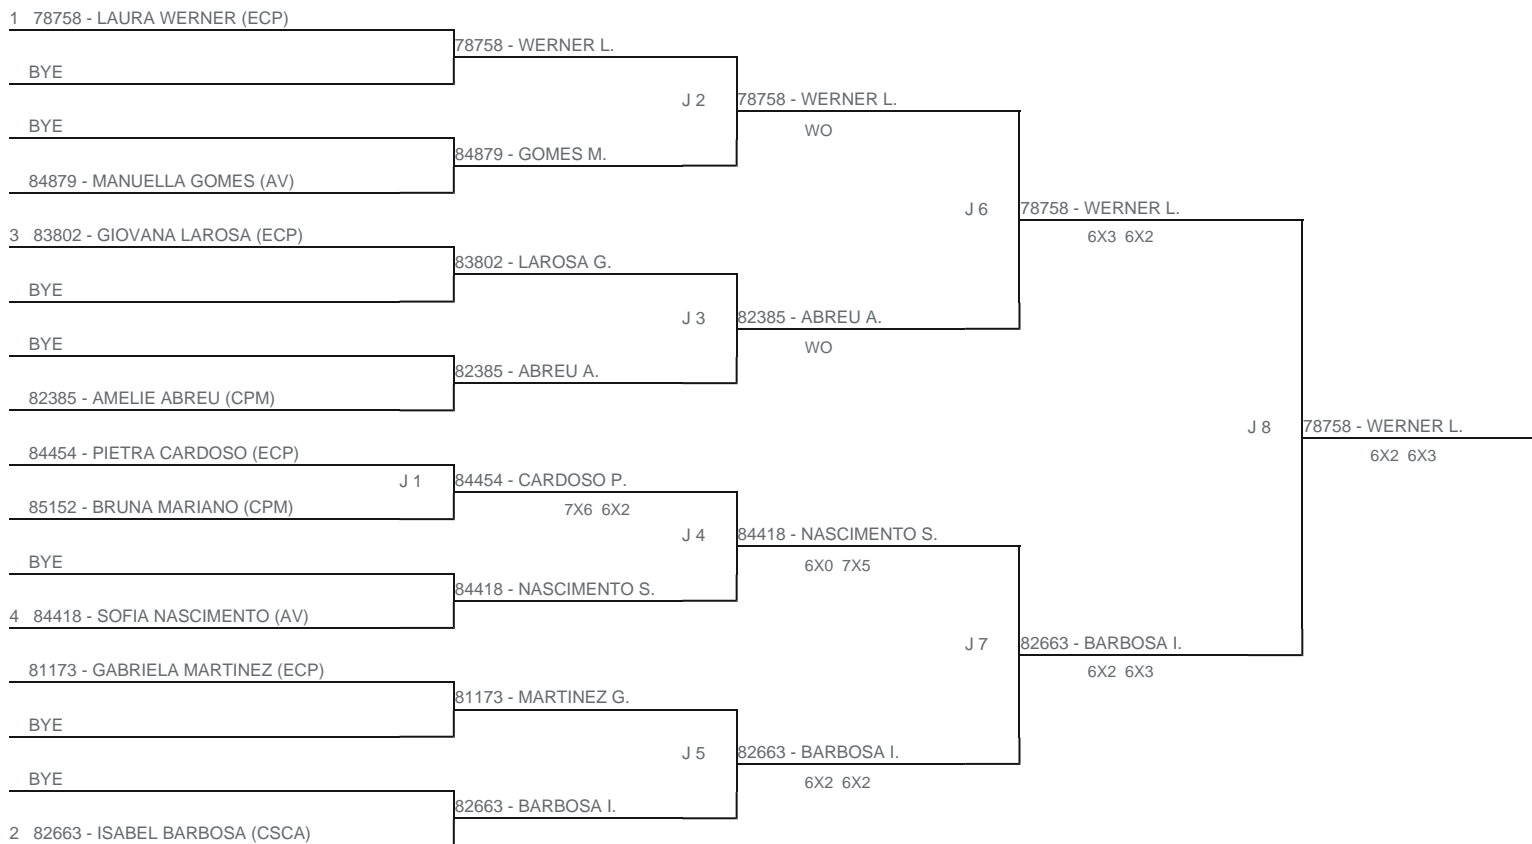 1 78758 - LAURA WERNER (ECP)
78758 - WERNER L.
BYE
J 2
78758 - WERNER L.
WO
BYE
84879 - GOMES M.
84879 - MANUELLA GOMES (AV)
J 6
78758 - WERNER L.
6X3 6X2
3 83802 - GIOVANA LAROSA (ECP)
83802 - LAROSA G.
BYE
J 3
82385 - ABREU A.
WO
BYE
82385 - ABREU A.
82385 - AMELIE ABREU (CPM)
J 8
78758 - WERNER L.
6X2 6X3
84454 - PIETRA CARDOSO (ECP)
J 1
84454 - CARDOSO P.
7X6 6X2
85152 - BRUNA MARIANO (CPM)
J 4
84418 - NASCIMENTO S.
6X0 7X5
BYE
84418 - NASCIMENTO S.
4 84418 - SOFIA NASCIMENTO (AV)
J 7
82663 - BARBOSA I.
6X2 6X3
81173 - GABRIELA MARTINEZ (ECP)
81173 - MARTINEZ G.
BYE
J 5
82663 - BARBOSA I.
6X2 6X2
BYE
82663 - BARBOSA I.
2 82663 - ISABEL BARBOSA (CSCA)